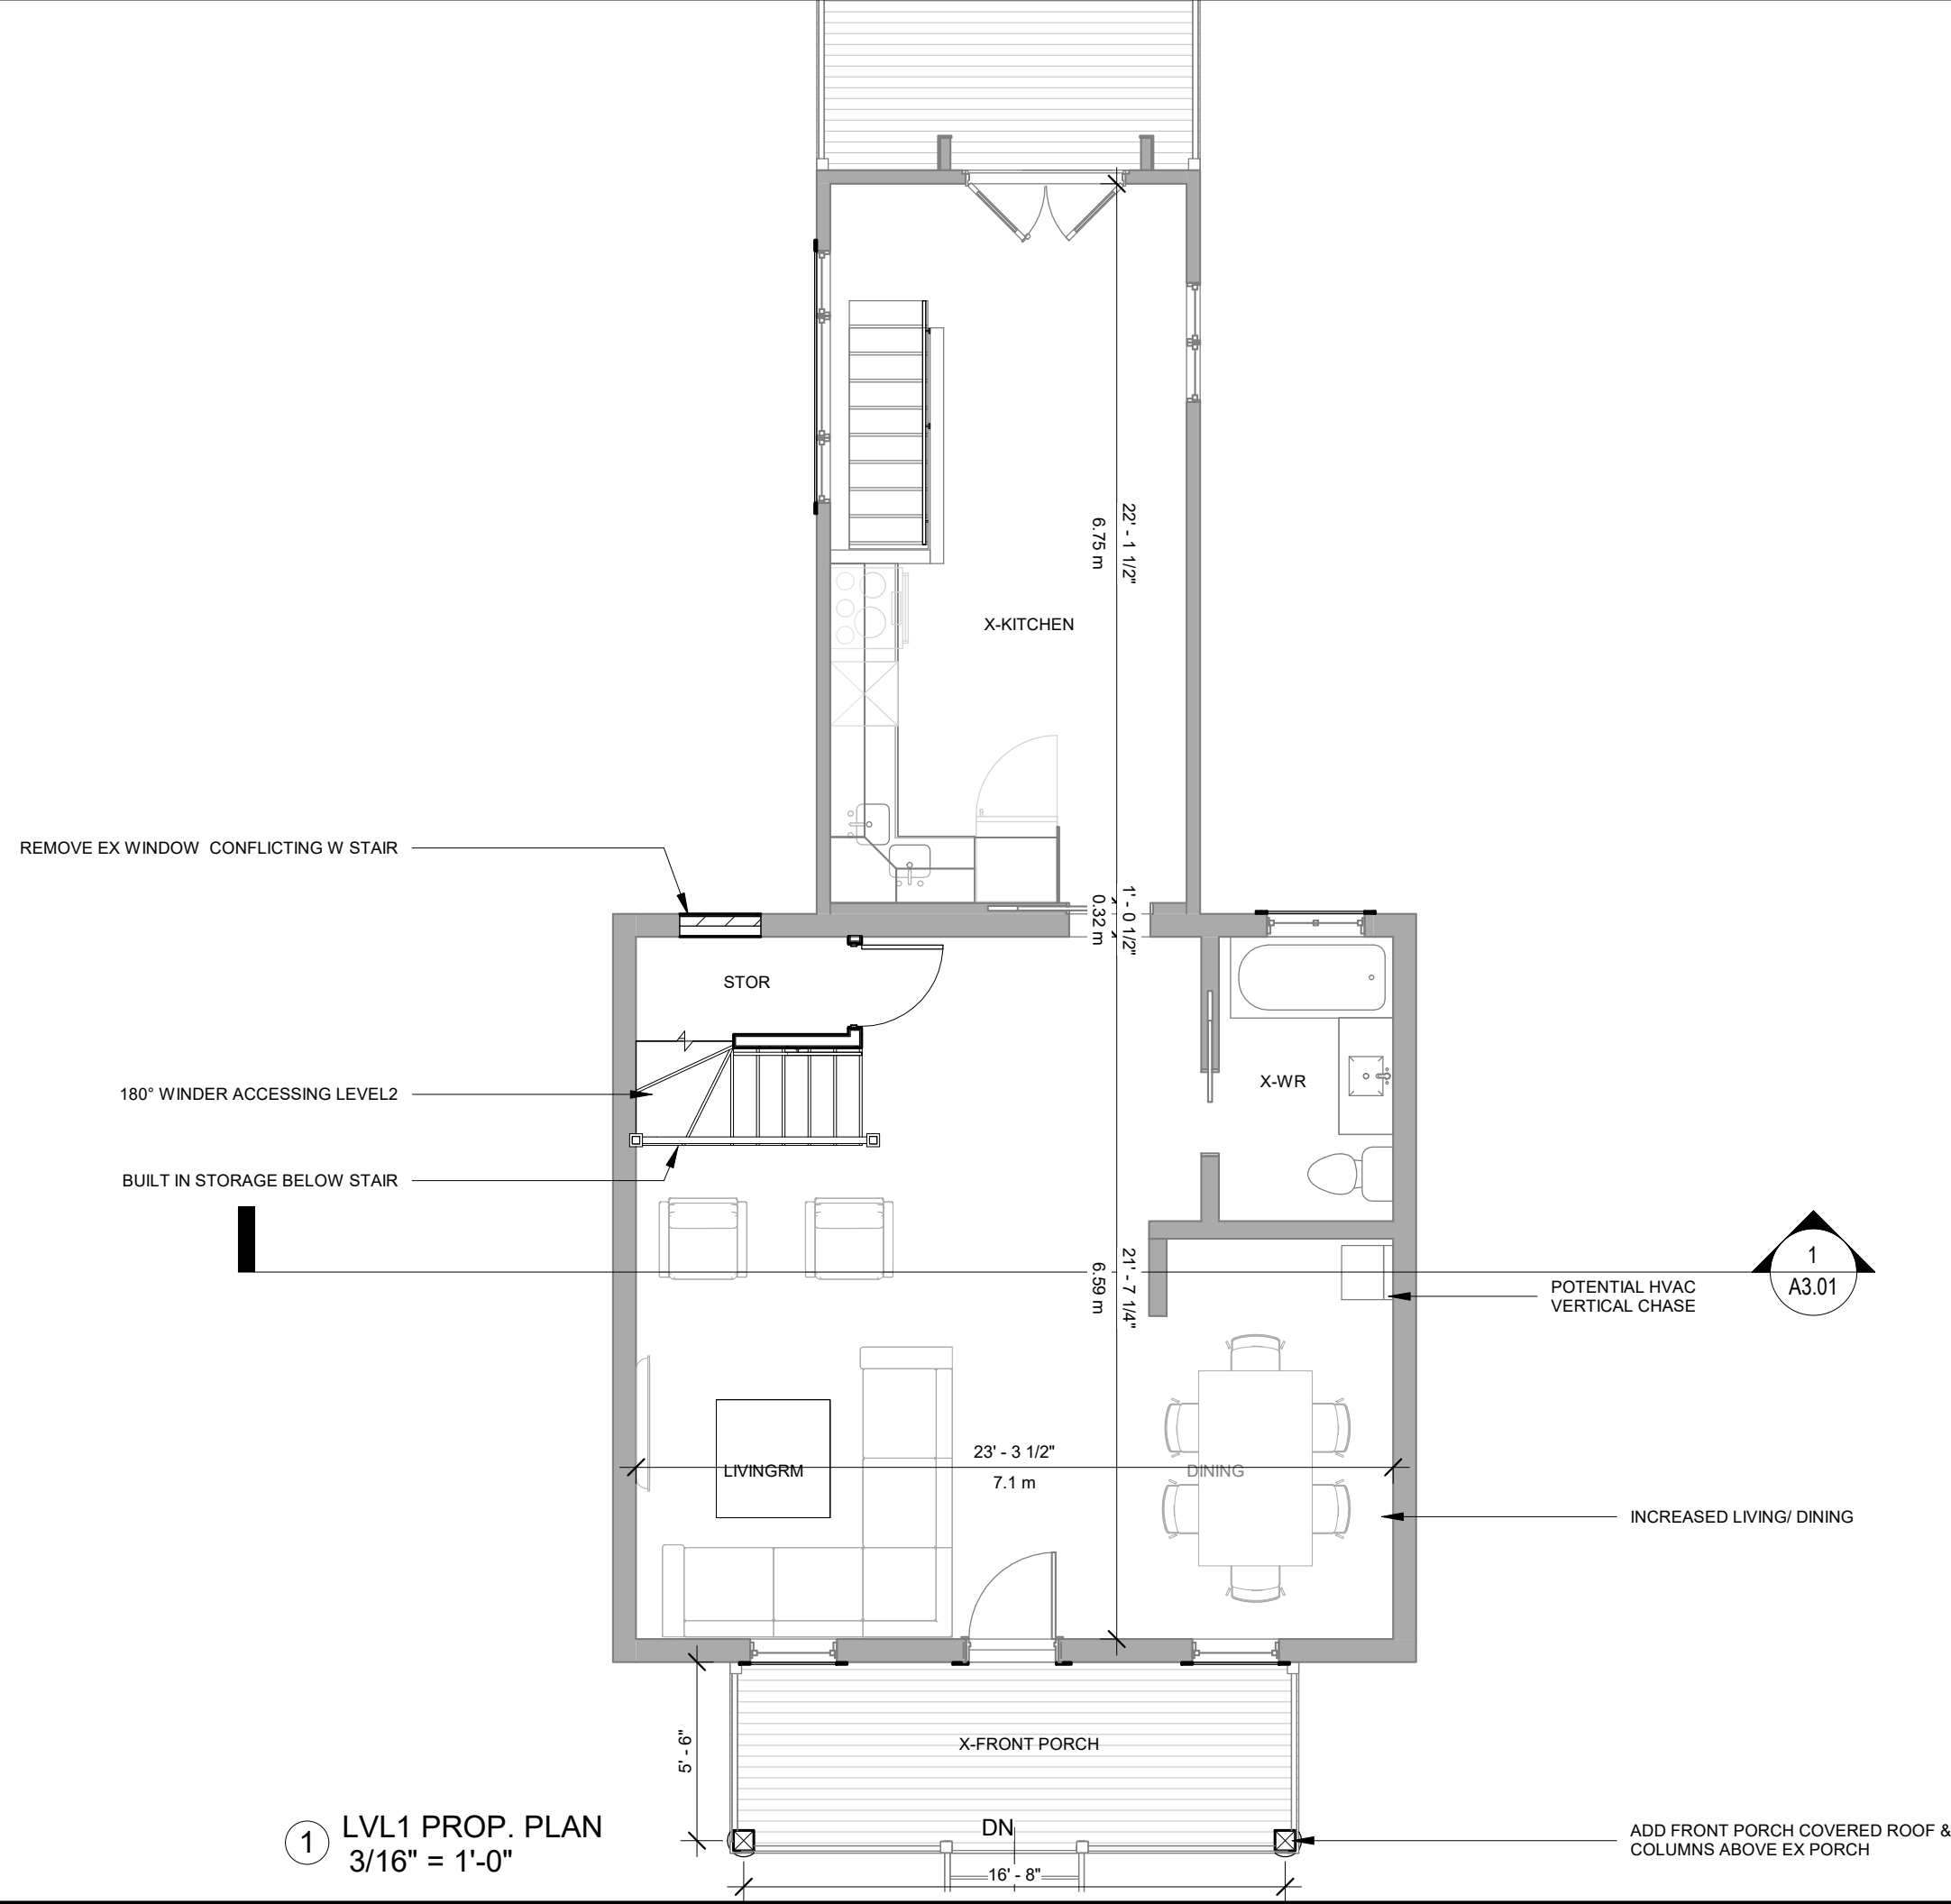 22' - 1 1/2"
6.75 m
X-KITCHEN
REMOVE EX WINDOW  CONFLICTING W STAIR
1' - 0 1/2"
0.32 m
STOR
180° WINDER ACCESSING LEVEL2
X-WR
BUILT IN STORAGE BELOW STAIR
21' - 7 1/4"
6.59 m
POTENTIAL HVAC
VERTICAL CHASE
1
A3.01
23' - 3 1/2"
LIVINGRM
DINING
7.1 m
INCREASED LIVING/ DINING
5' - 6"
X-FRONT PORCH
DN
1
LVL1 PROP. PLAN
3/16" = 1'-0"
ADD FRONT PORCH COVERED ROOF &
COLUMNS ABOVE EX PORCH
16' - 8"